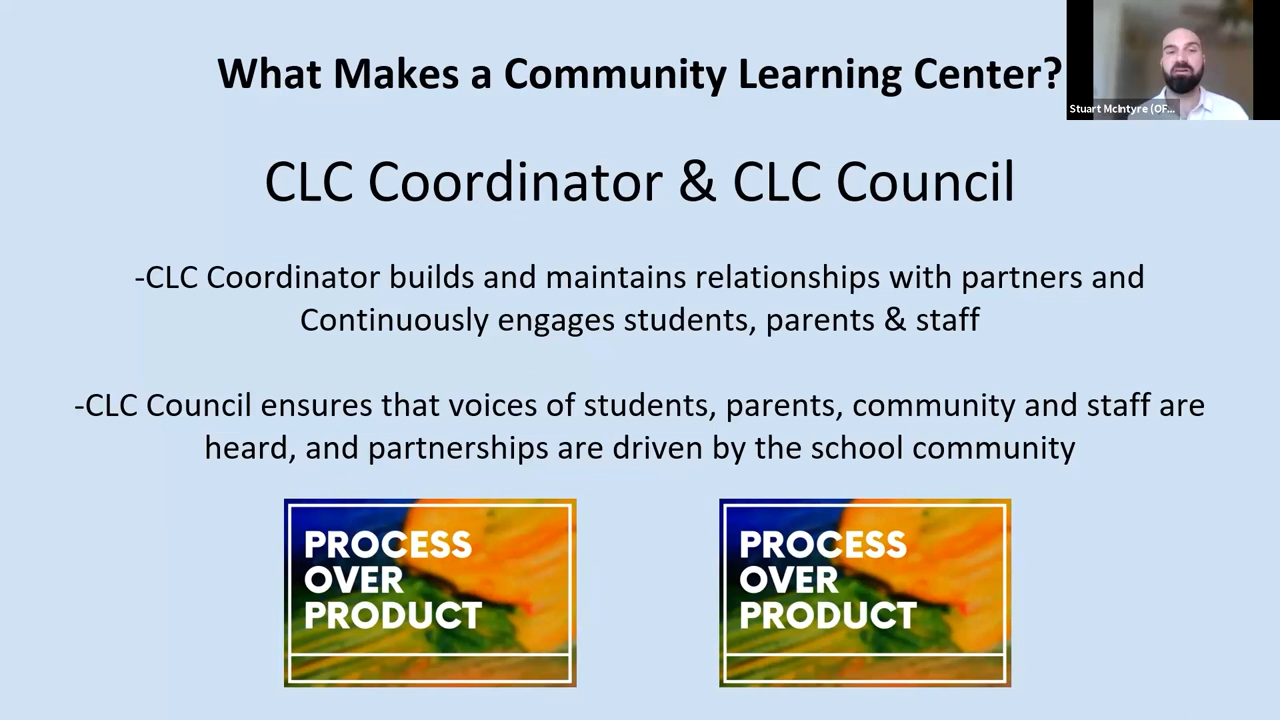 What Makes a Community Learning Center?
Stuart McIntyre (OF...
CLC Coordinator & CLC Council
-CLC Coordinator builds and maintains relationships with partners and
Continuously engages students, parents & staff
-CLC Council ensures that voices of students, parents, community and staff are
heard, and partnerships are driven by the school community
PROCESS
OVER
PRODUCT
PROCESS
OVER
PRODUCT